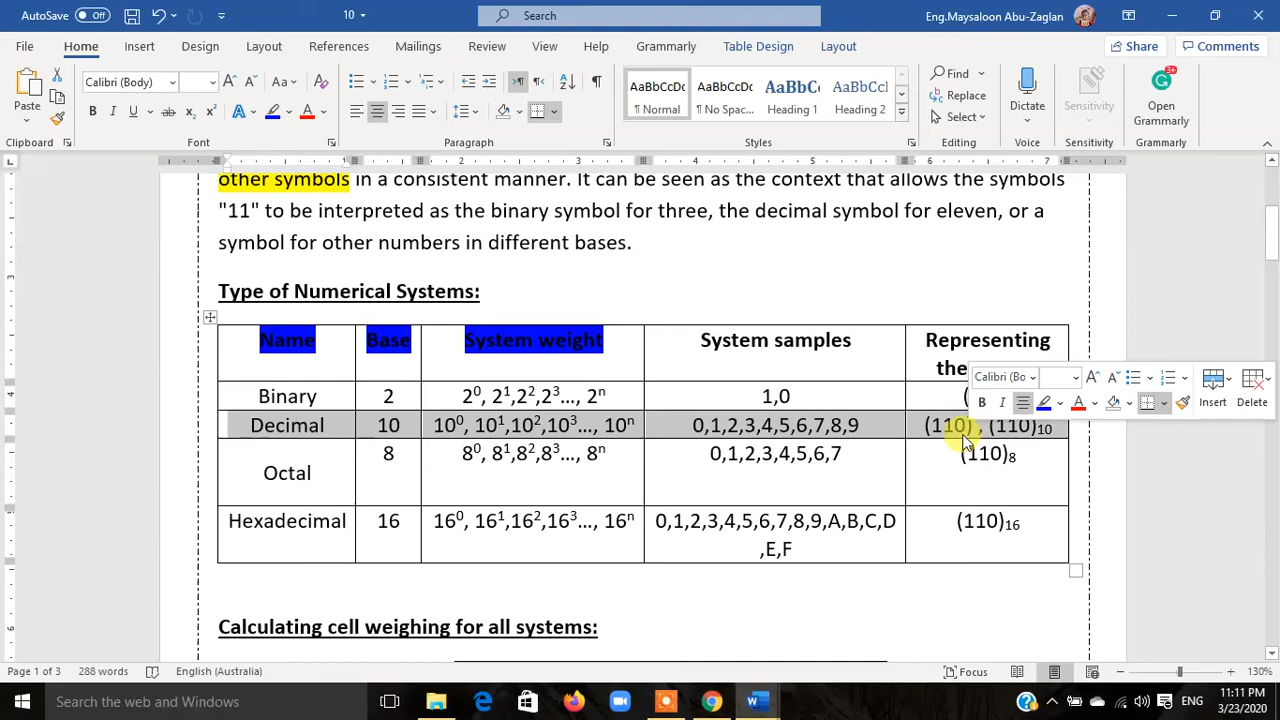 AutoSave Off 10 Search Eng.Maysaloon Abu-Zaglan
File Home Insert Design Layout References Mailings Review View Help Grammarly Table Design Layout Share Comments
Paste Calibri (Body) Find Replace Select Dictate Sensitivity Open Grammarly
AaBbCcDc AaBbCcDc AaBbCc AaBbCcI
¶ Normal ¶ No Spac... Heading 1 Heading 2
Clipboard Font Paragraph Styles Editing Voice Sensitivity Grammarly
other symbols in a consistent manner. It can be seen as the context that allows the symbols
"11" to be interpreted as the binary symbol for three, the decimal symbol for eleven, or a
symbol for other numbers in different bases.
Type of Numerical Systems:
Name Base System weight System samples Representing
Binary 2 2⁰, 2¹,2²,2³..., 2ⁿ 1,0
Decimal 10 10⁰, 10¹,10²,10³..., 10ⁿ 0,1,2,3,4,5,6,7,8,9 (110) , (110)₁₀
Octal 8 8⁰, 8¹,8²,8³..., 8ⁿ 0,1,2,3,4,5,6,7 (110)₈
Hexadecimal 16 16⁰, 16¹,16²,16³..., 16ⁿ 0,1,2,3,4,5,6,7,8,9,A,B,C,D
,E,F (110)₁₆
Calibri (Bo Insert Delete
Calculating cell weighing for all systems:
Page 1 of 3 288 words English (Australia) Focus 130%
Search the web and Windows ENG 11:11 PM
3/23/2020